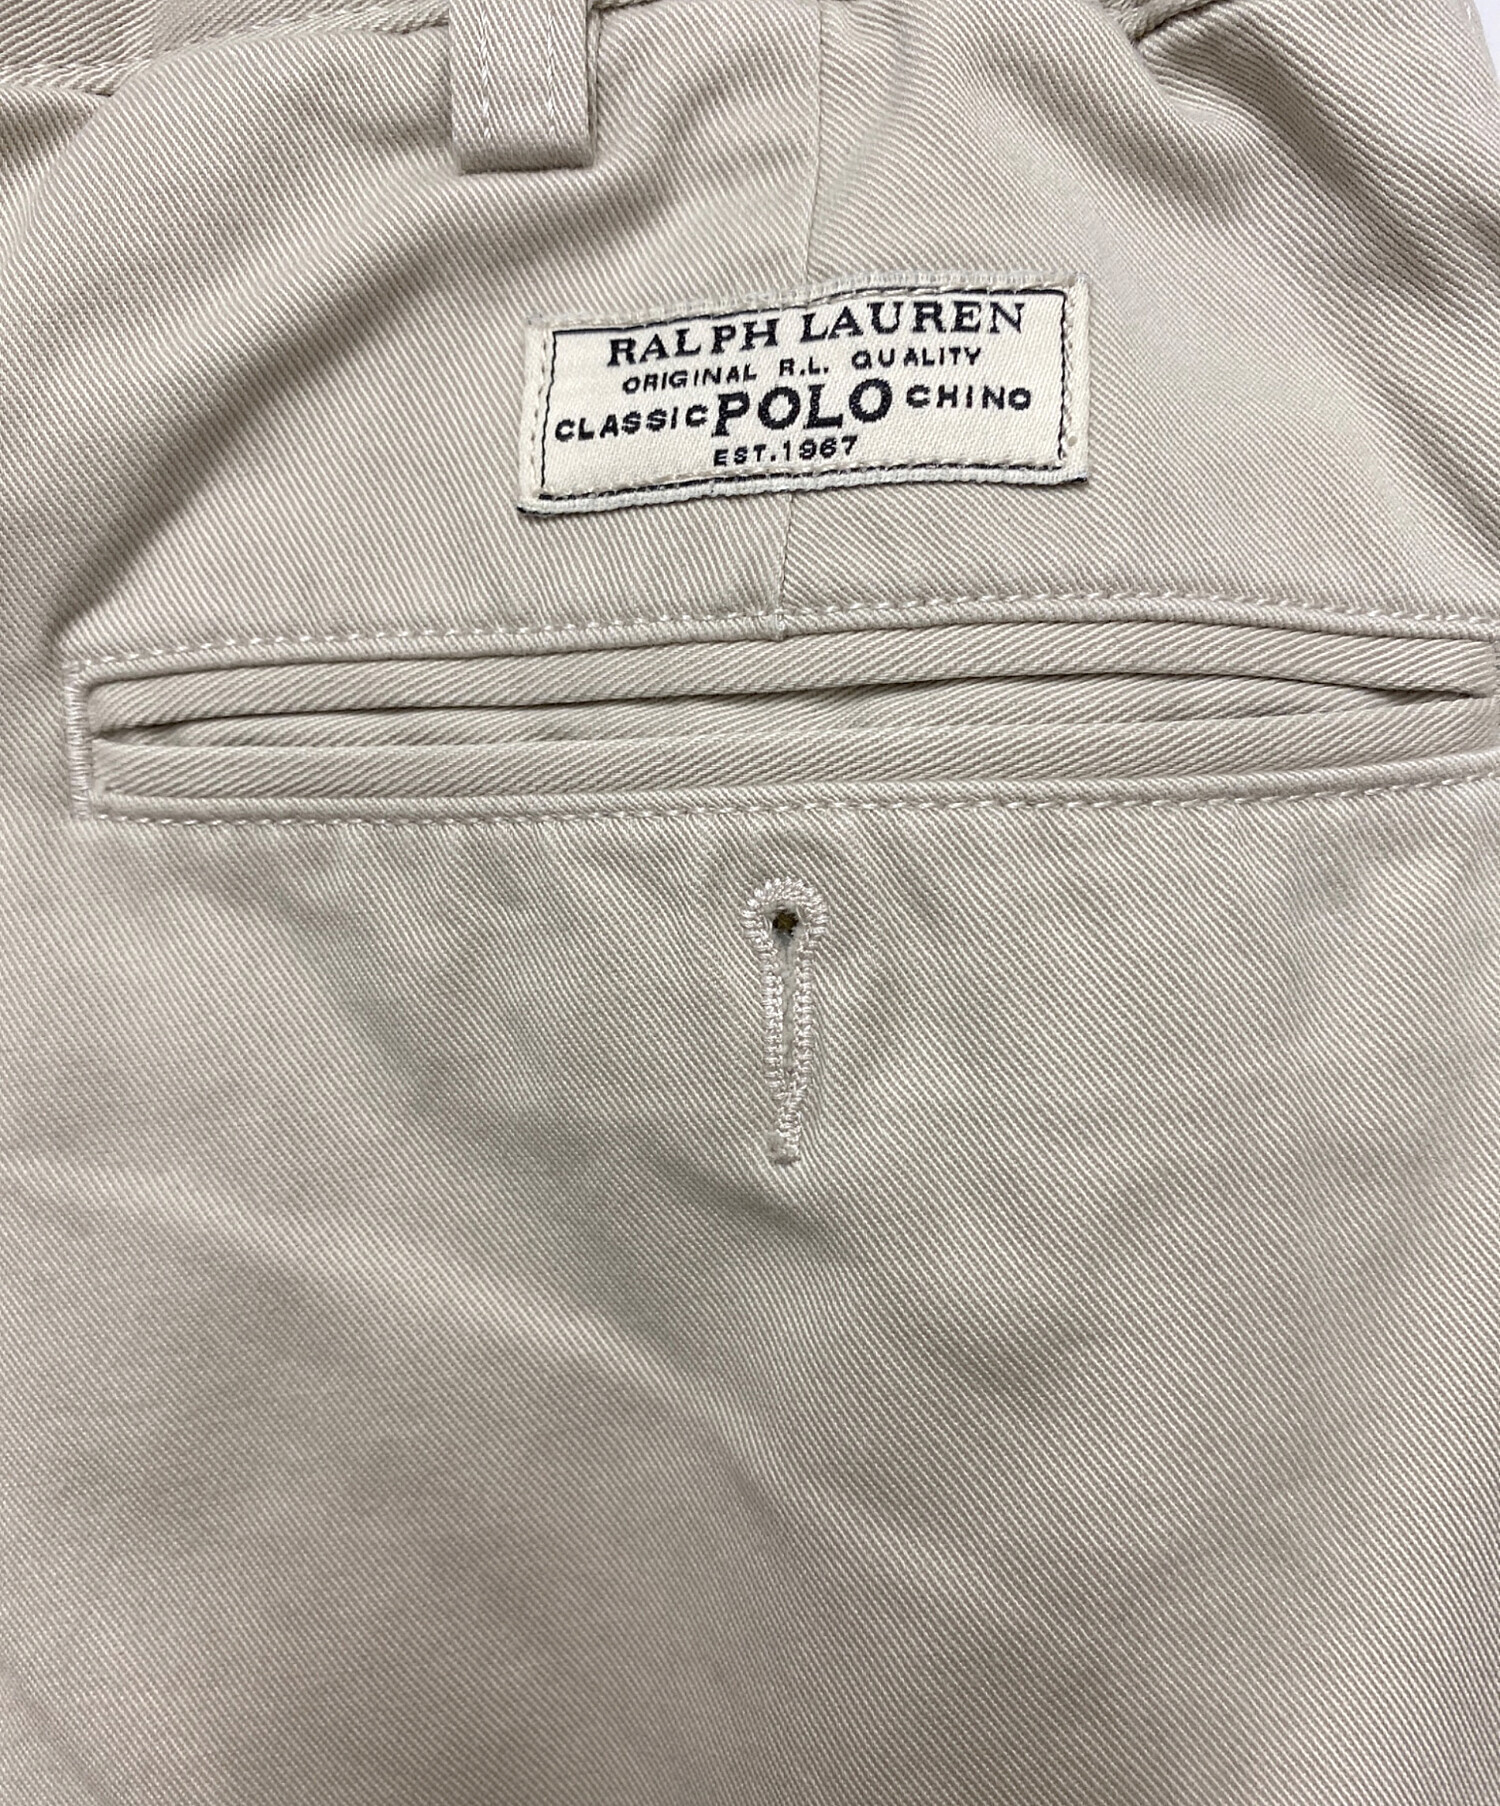 RALPH LAUREN
ORIGINAL R.L. QUALITY
CLASSIC POLO CHINO
EST.1967